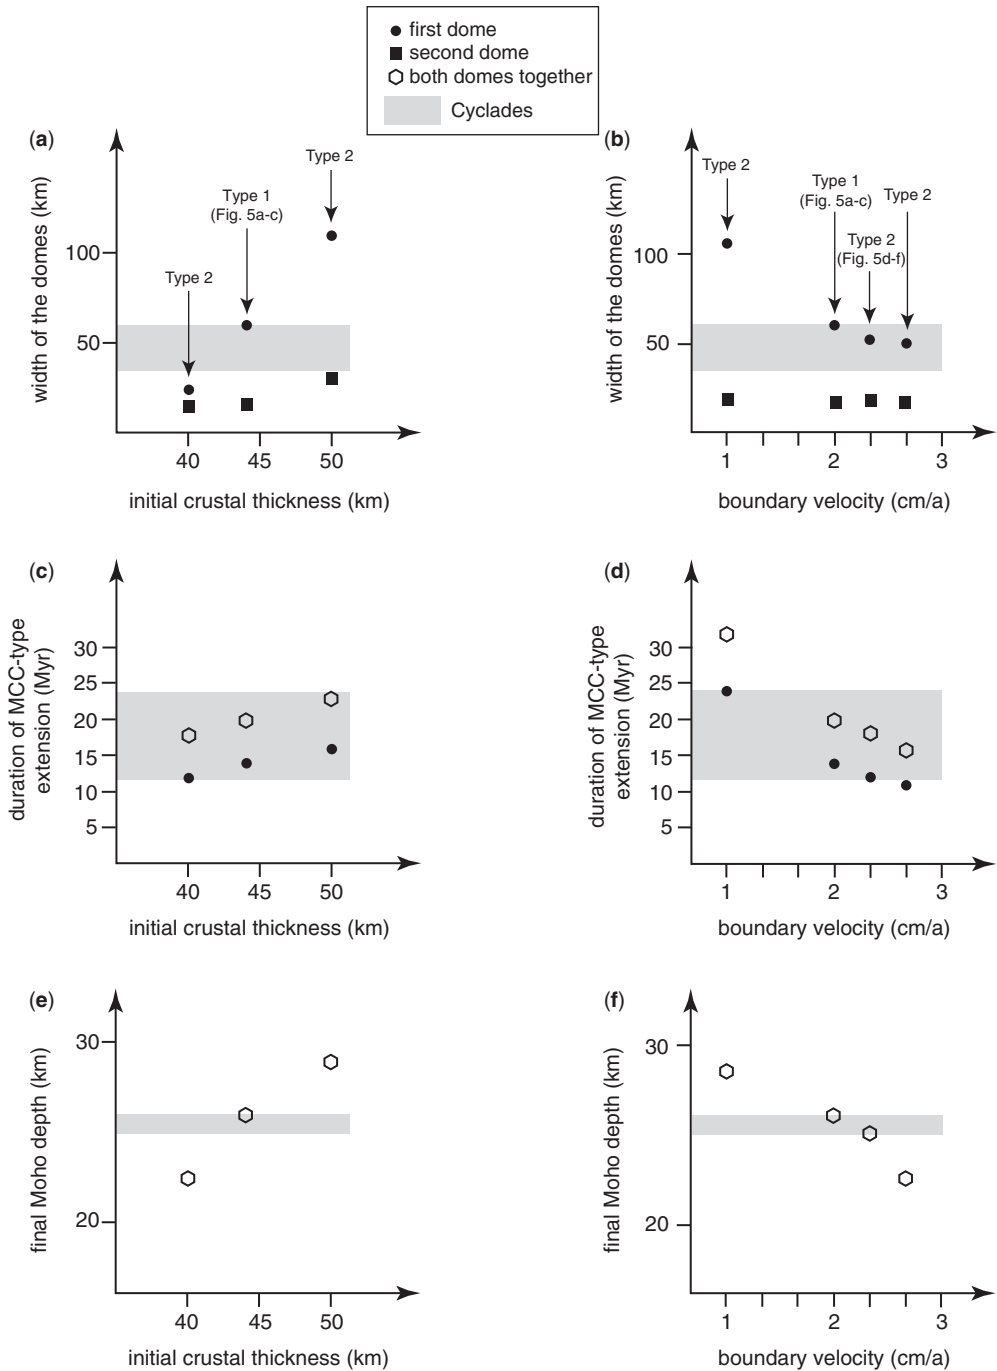 first dome
second dome
both domes together
Cyclades
(a)
width of the domes (km)
100
50
Type 2
Type 1
(Fig. 5a-c)
Type 2
40
45
50
initial crustal thickness (km)
(b)
width of the domes (km)
100
50
Type 2
Type 1
(Fig. 5a-c)
Type 2
(Fig. 5d-f)
Type 2
1
2
3
boundary velocity (cm/a)
(c)
duration of MCC-type
extension (Myr)
30
25
20
15
10
5
40
45
50
initial crustal thickness (km)
(d)
duration of MCC-type
extension (Myr)
30
25
20
15
10
5
1
2
3
boundary velocity (cm/a)
(e)
final Moho depth (km)
30
20
40
45
50
initial crustal thickness (km)
(f)
final Moho depth (km)
30
20
1
2
3
boundary velocity (cm/a)